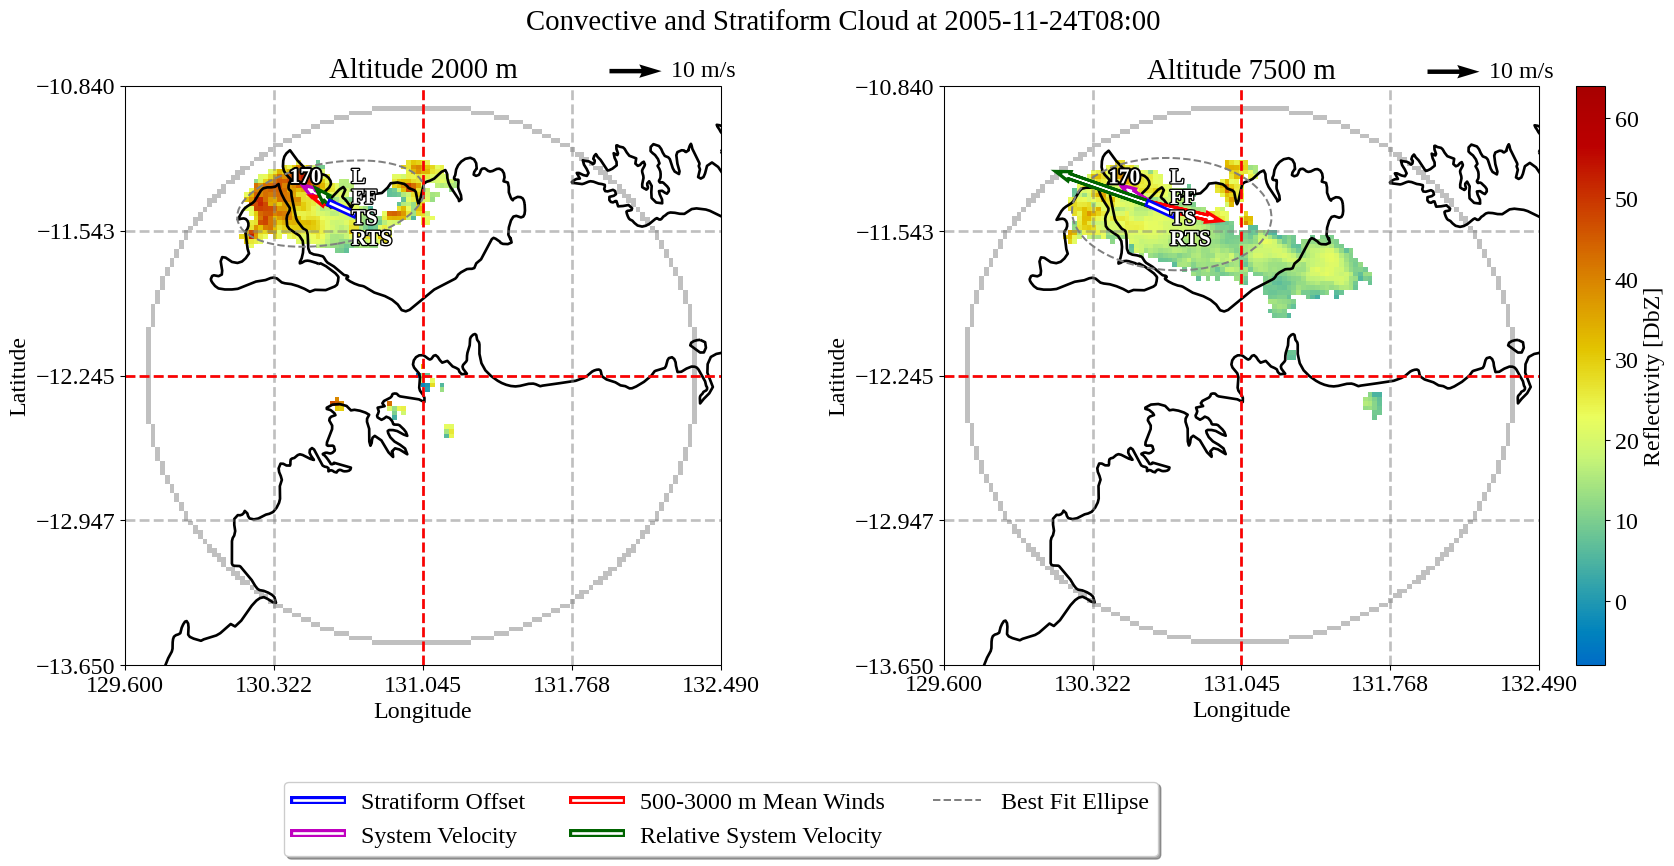 Convective and Stratiform Cloud at 2005-11-24T08:00
Altitude 2000 m
10 m/s
−10.840
−11.543
−12.245
−12.947
−13.650
Latitude
129.600
130.322
131.045
131.768
132.490
Longitude
170
L
FF
TS
RTS
Altitude 7500 m
10 m/s
−10.840
−11.543
−12.245
−12.947
−13.650
Latitude
129.600
130.322
131.045
131.768
132.490
Longitude
170
L
FF
TS
RTS
60
50
40
30
20
10
0
Reflectivity [DbZ]
Stratiform Offset
System Velocity
500-3000 m Mean Winds
Relative System Velocity
Best Fit Ellipse